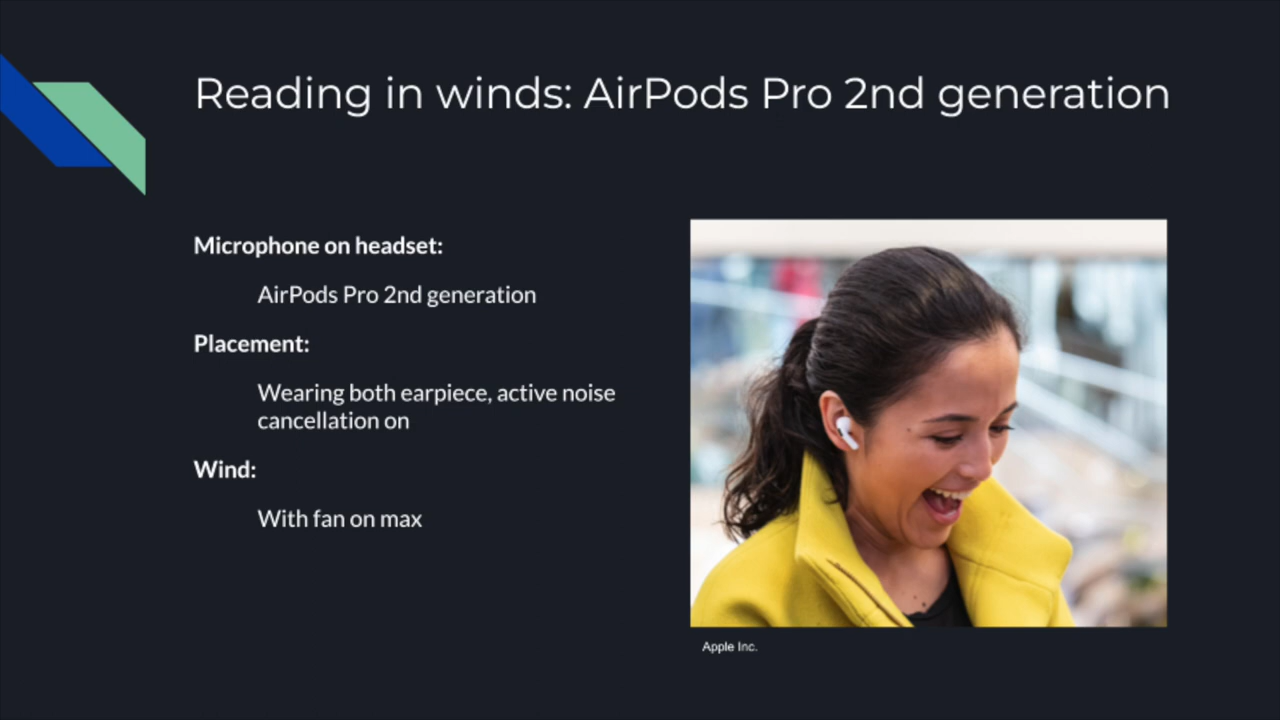 Reading in winds: AirPods Pro 2nd generation
Microphone on headset:
AirPods Pro 2nd generation
Placement:
Wearing both earpiece, active noise
cancellation on
Wind:
With fan on max
Apple Inc.